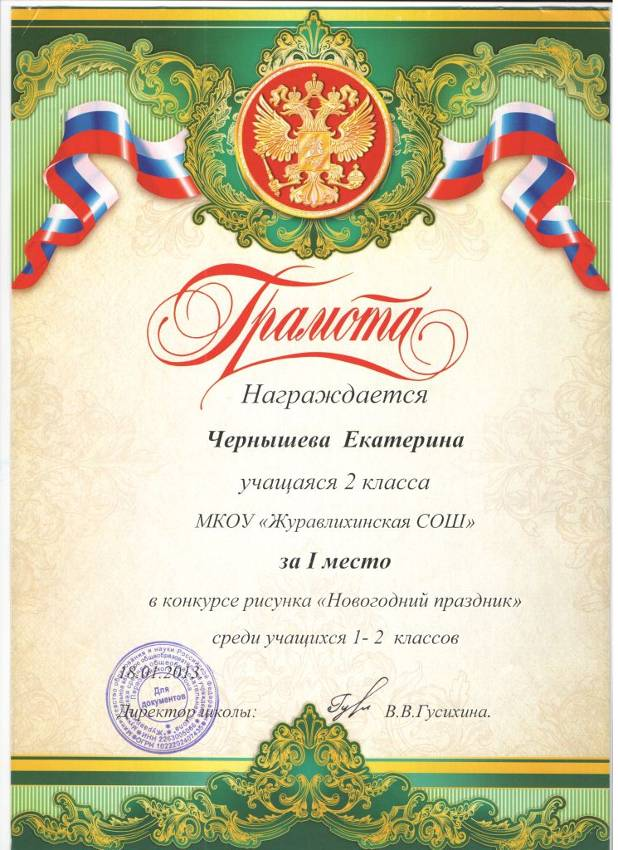 Грамота
Награждается
Чернышева Екатерина
учащаяся 2 класса
МКОУ «Журавлихинская СОШ»
за I место
в конкурсе рисунка «Новогодний праздник»
среди учащихся 1- 2 классов
18.01.2013
Директор школы:
В.В.Гусихина.
Для
документов